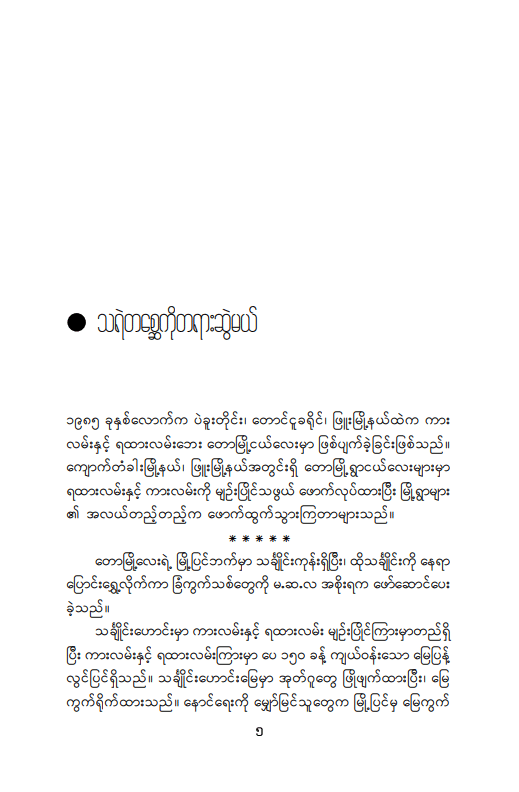 ● သရဲတစ္ဆေကိုတရားဆွဲမယ်
၁၉၈၅ ခုနှစ်လောက်က ပဲခူးတိုင်း၊ တောင်ငူခရိုင်၊ ဖြူးမြို့နယ်ထဲက ကား
လမ်းနှင့် ရထားလမ်းဘေး တောမြို့ငယ်လေးမှာ ဖြစ်ပျက်ခဲ့ခြင်းဖြစ်သည်။
ကျောက်တံခါးမြို့နယ်၊ ဖြူးမြို့နယ်အတွင်းရှိ တောမြို့ရွာငယ်လေးများမှာ
ရထားလမ်းနှင့် ကားလမ်းကို မျဉ်းပြိုင်သဖွယ် ဖောက်လုပ်ထားပြီး မြို့ရွာများ
၏ အလယ်တည့်တည့်က ဖောက်ထွက်သွားကြတာများသည်။
* * * * *
တောမြို့လေးရဲ့ မြို့ပြင်ဘက်မှာ သင်္ချိုင်းကုန်းရှိပြီး၊ ထိုသင်္ချိုင်းကို နေရာ
ပြောင်းရွှေ့လိုက်ကာ ခြံကွက်သစ်တွေကို မ.ဆ.လ အစိုးရက ဖော်ဆောင်ပေး
ခဲ့သည်။
သင်္ချိုင်းဟောင်းမှာ ကားလမ်းနှင့် ရထားလမ်း မျဉ်းပြိုင်ကြားမှာတည်ရှိ
ပြီး ကားလမ်းနှင့် ရထားလမ်းကြားမှာ ပေ ၁၅၀ ခန့် ကျယ်ဝန်းသော မြေပြန့်
လွင်ပြင်ရှိသည်။ သင်္ချိုင်းဟောင်းမြေမှာ အုတ်ဂူတွေ ဖြိုဖျက်ထားပြီး၊ မြေ
ကွက်ရိုက်ထားသည်။ နောင်ရေးကို မျှော်မြင်သူတွေက မြို့ပြင်မှ မြေကွက်
၅